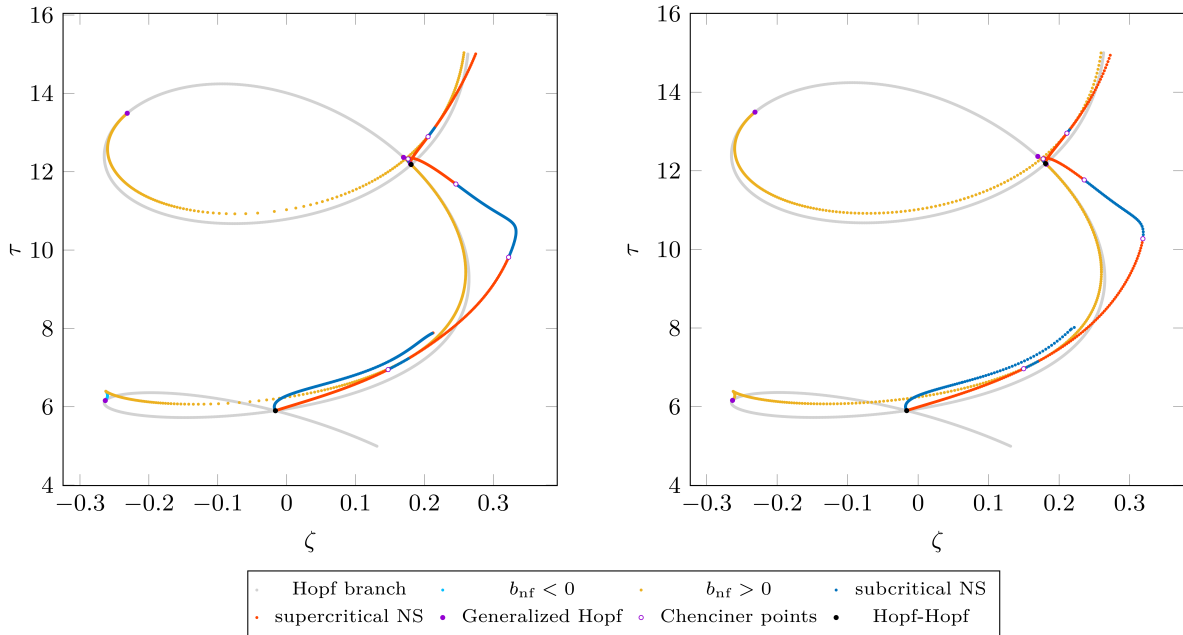 16
14
12
10
8
6
4
τ
−0.3 −0.2 −0.1 0 0.1 0.2 0.3
ζ
16
14
12
10
8
6
4
τ
−0.3 −0.2 −0.1 0 0.1 0.2 0.3
ζ
Hopf branch b_nf < 0 b_nf > 0 subcritical NS
supercritical NS Generalized Hopf Chenciner points Hopf-Hopf